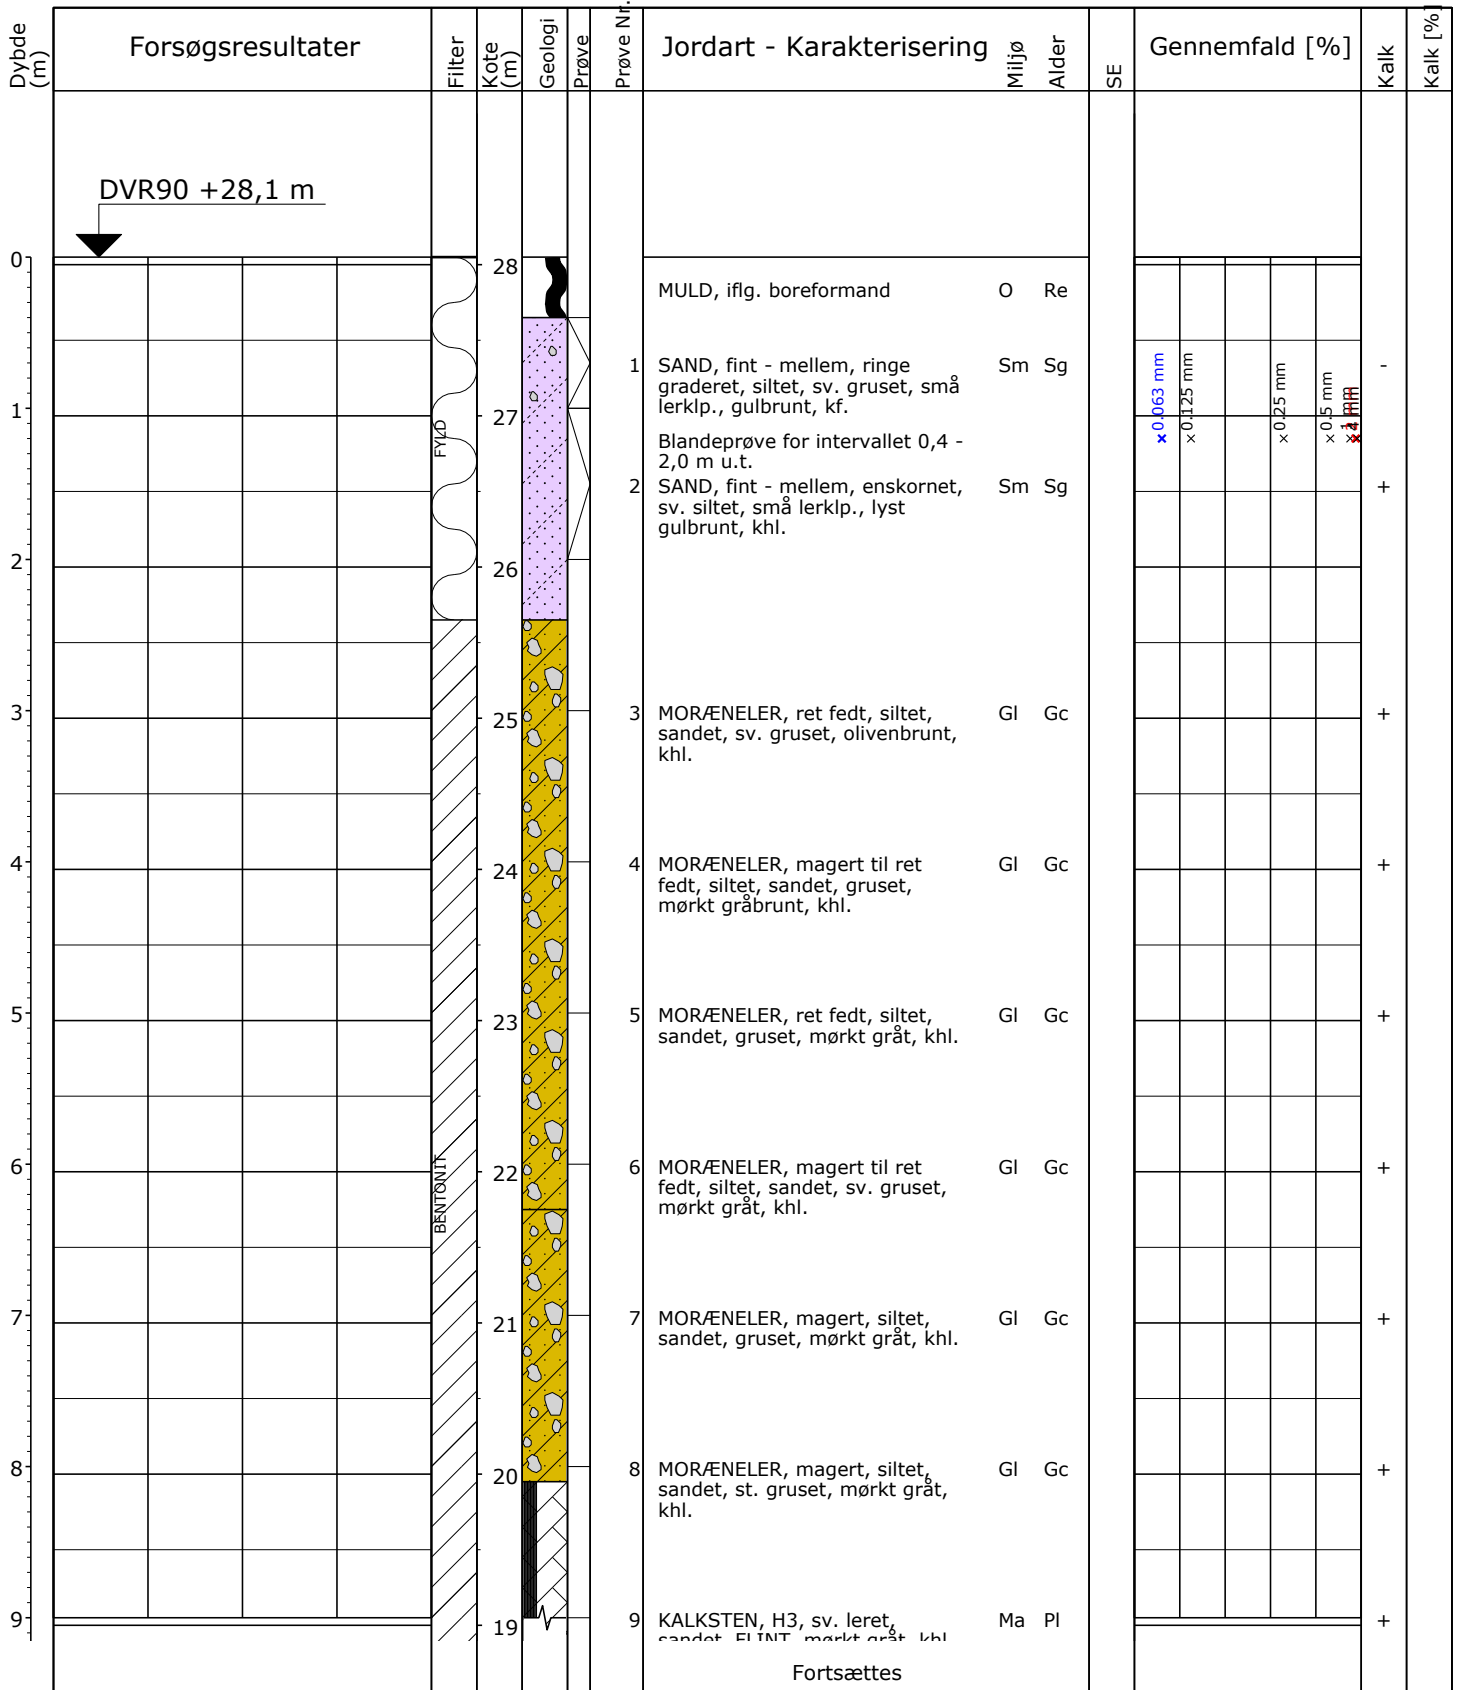 Dybde (m)
Forsøgsresultater
Filter
Kote (m)
Geologi
Prøve
Prøve Nr.
Jordart - Karakterisering
Miljø
Alder
SE
Gennemfald [%]
Kalk
Kalk [%]
DVR90 +28,1 m
0
28
MULD, iflg. boreformand O Re
1 SAND, fint - mellem, ringe Sm Sg -
graderet, siltet, sv. gruset, små
lerklp., gulbrunt, kf.
× 0.063 mm
× 0.125 mm
× 0.25 mm
× 0.5 mm
1
27
FYLD
Blandeprøve for intervallet 0,4 -
2,0 m u.t.
2 SAND, fint - mellem, enskornet, Sm Sg +
sv. siltet, små lerklp., lyst
gulbrunt, khl.
2
26
3
25
3 MORÆNELER, ret fedt, siltet, Gl Gc +
sandet, sv. gruset, olivenbrunt,
khl.
4
24
4 MORÆNELER, magert til ret Gl Gc +
fedt, siltet, sandet, gruset,
mørkt gråbrunt, khl.
5
23
5 MORÆNELER, ret fedt, siltet, Gl Gc +
sandet, gruset, mørkt gråt, khl.
6
22
BENTONIT
6 MORÆNELER, magert til ret Gl Gc +
fedt, siltet, sandet, sv. gruset,
mørkt gråt, khl.
7
21
7 MORÆNELER, magert, siltet, Gl Gc +
sandet, gruset, mørkt gråt, khl.
8
20
8 MORÆNELER, magert, siltet, Gl Gc +
sandet, st. gruset, mørkt gråt,
khl.
9
19
9 KALKSTEN, H3, sv. leret, Ma Pl +
sandet, FLINT, mørkt gråt, khl
Fortsættes